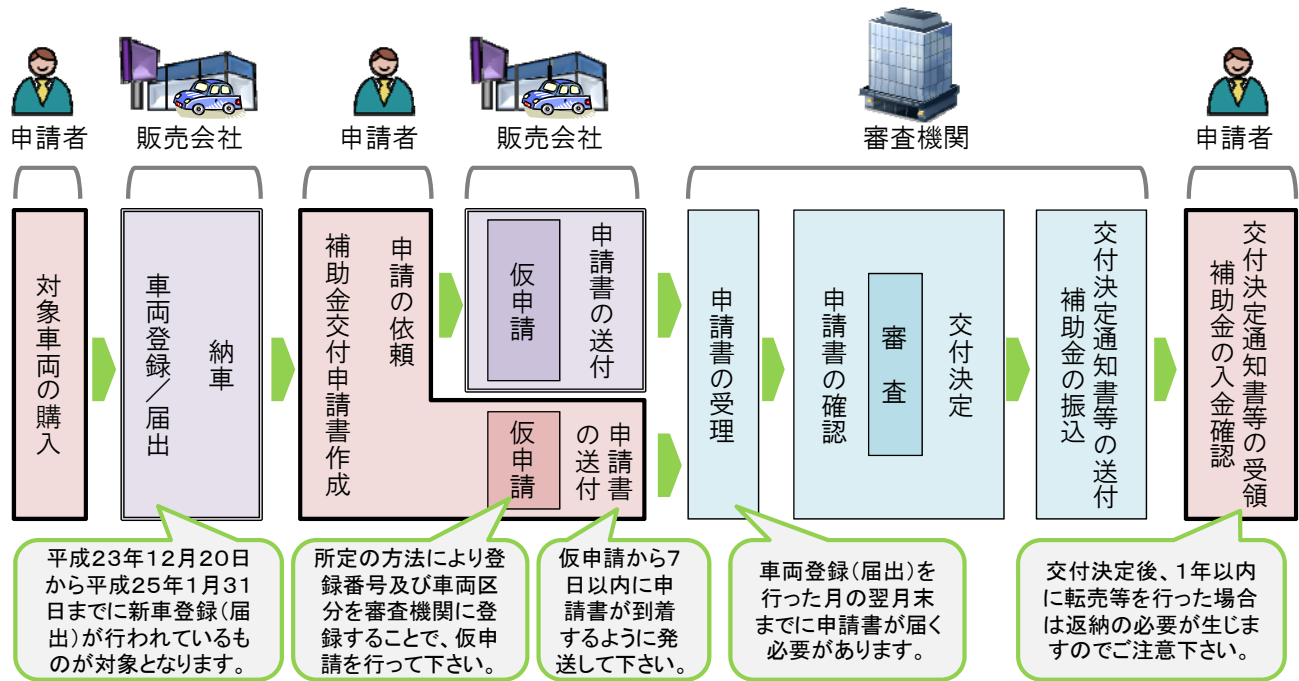 申請者
販売会社
申請者
販売会社
審査機関
申請者
対象車両の購入
車両登録／届出
納車
補助金交付申請書作成
申請の依頼
仮申請
申請書の送付
仮申請
申請書
の送付
申請書の受理
申請書の確認
審査
交付決定
交付決定通知書等の送付
補助金の振込
交付決定通知書等の受領
補助金の入金確認
平成23年12月20日
から平成25年1月31
日までに新車登録(届
出)が行われているも
のが対象となります。
所定の方法により登
録番号及び車両区
分を審査機関に登
録することで、仮申
請を行って下さい。
仮申請から7
日以内に申
請書が到着
するように発
送して下さい。
車両登録(届出)を
行った月の翌月末
までに申請書が届く
必要があります。
交付決定後、1年以内
に転売等を行った場合
は返納の必要が生じま
すのでご注意下さい。